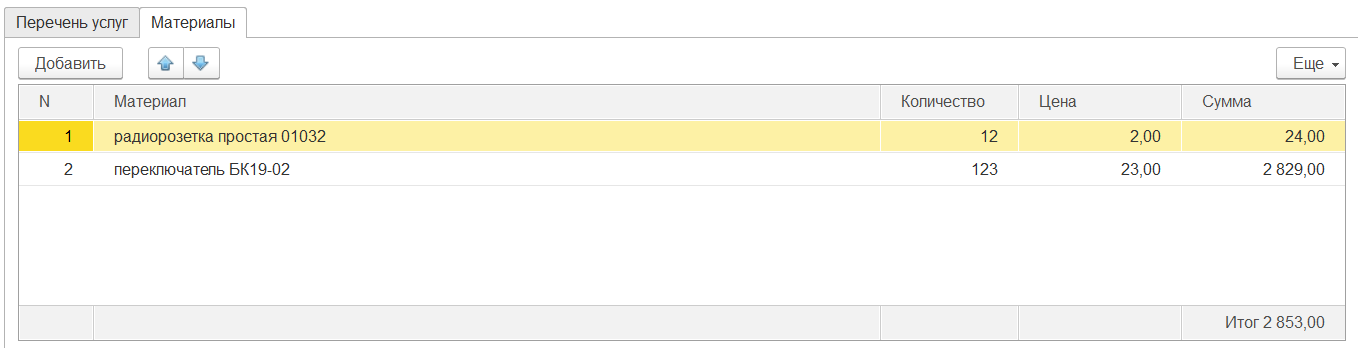 Перечень услуг Материалы
Добавить Еще
N Материал Количество Цена Сумма
1 радиорозетка простая 01032 12 2,00 24,00
2 переключатель БК19-02 123 23,00 2 829,00
Итог 2 853,00